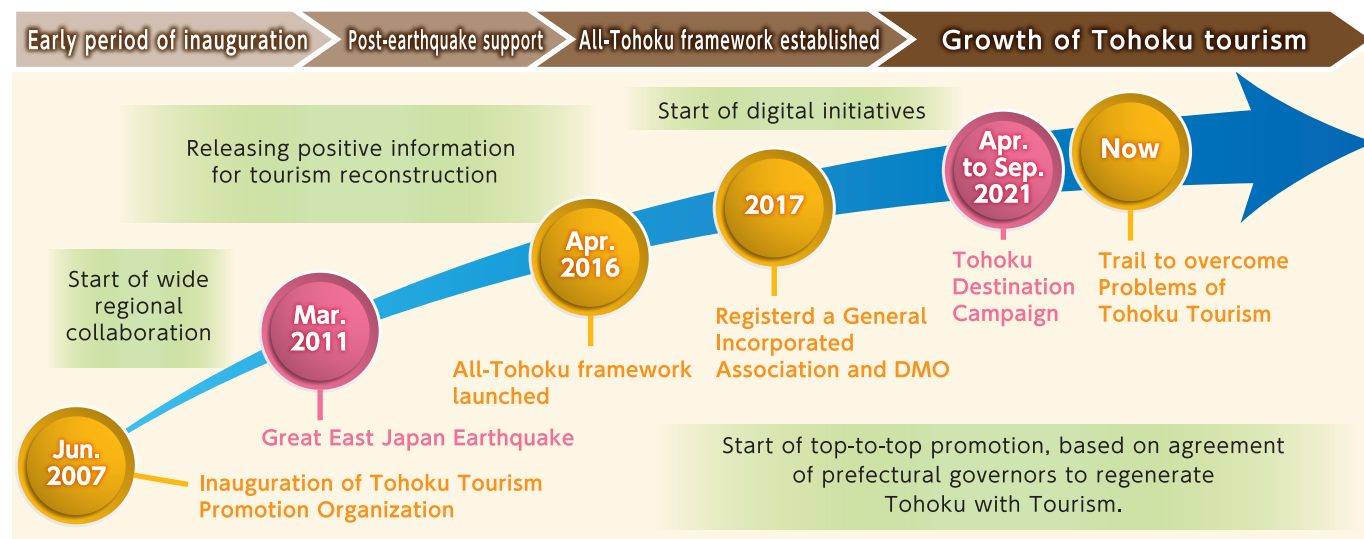 Early period of inauguration
Post-earthquake support
All-Tohoku framework established
Growth of Tohoku tourism
Start of digital initiatives
Releasing positive information
for tourism reconstruction
Start of wide
regional
collaboration
Jun.
2007
Inauguration of Tohoku Tourism
Promotion Organization
Mar.
2011
Great East Japan Earthquake
Apr.
2016
All-Tohoku framework
launched
2017
Registerd a General
Incorporated
Association and DMO
Apr.
to Sep.
2021
Tohoku
Destination
Campaign
Now
Trail to overcome
Problems of
Tohoku Tourism
Start of top-to-top promotion, based on agreement
of prefectural governors to regenerate
Tohoku with Tourism.